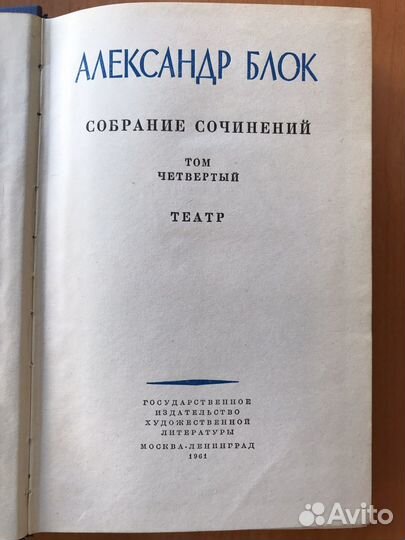 АЛЕКСАНДР БЛОК
СОБРАНИЕ СОЧИНЕНИЙ
ТОМ
ЧЕТВЕРТЫЙ
ТЕАТР
ГОСУДАРСТВЕННОЕ
ИЗДАТЕЛЬСТВО
ХУДОЖЕСТВЕННОЙ
ЛИТЕРАТУРЫ
МОСКВА·ЛЕНИНГРАД
1961
Avito